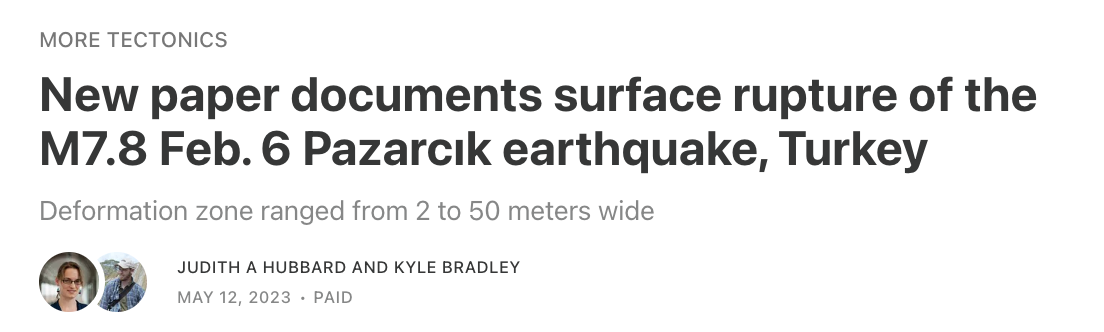 MORE TECTONICS
New paper documents surface rupture of the
M7.8 Feb. 6 Pazarcık earthquake, Turkey
Deformation zone ranged from 2 to 50 meters wide
JUDITH A HUBBARD AND KYLE BRADLEY
MAY 12, 2023 • PAID